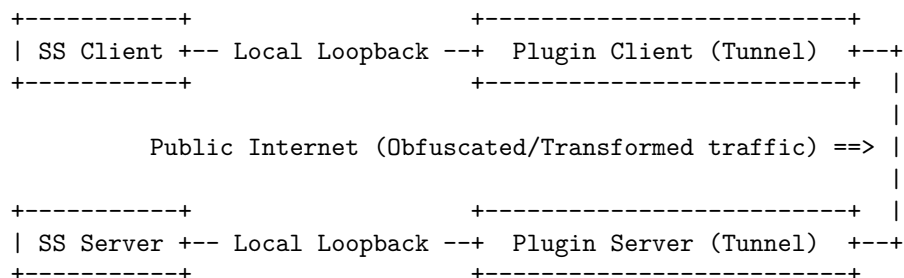 +-----------+                  +--------------------------+
| SS Client +-- Local Loopback --+  Plugin Client (Tunnel)  +--+
+-----------+                  +--------------------------+  |
                                                             |
         Public Internet (Obfuscated/Transformed traffic) ==> |
                                                             |
+-----------+                  +--------------------------+  |
| SS Server +-- Local Loopback --+  Plugin Server (Tunnel)  +--+
+-----------+                  +--------------------------+